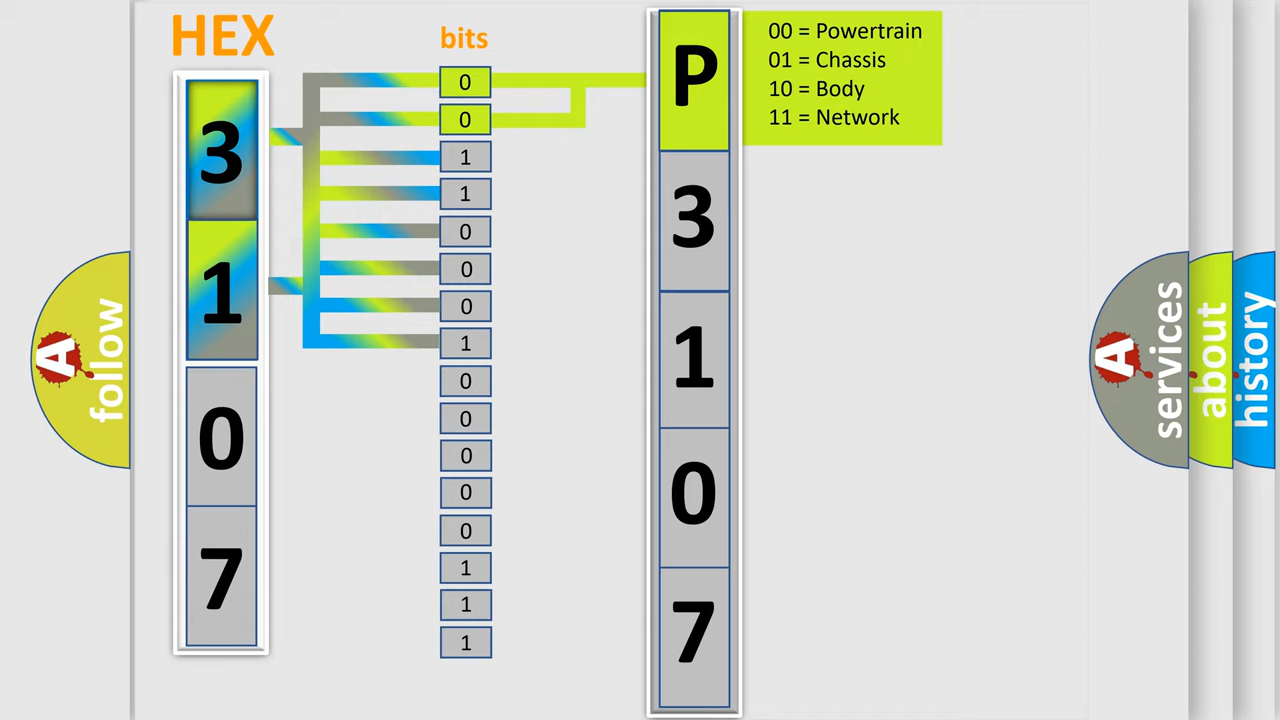 HEX
3
1
0
7
bits
0
0
1
1
0
0
0
1
0
0
0
0
0
1
1
1
P
3
1
0
7
00 = Powertrain
01 = Chassis
10 = Body
11 = Network
A follow
A services
about
history